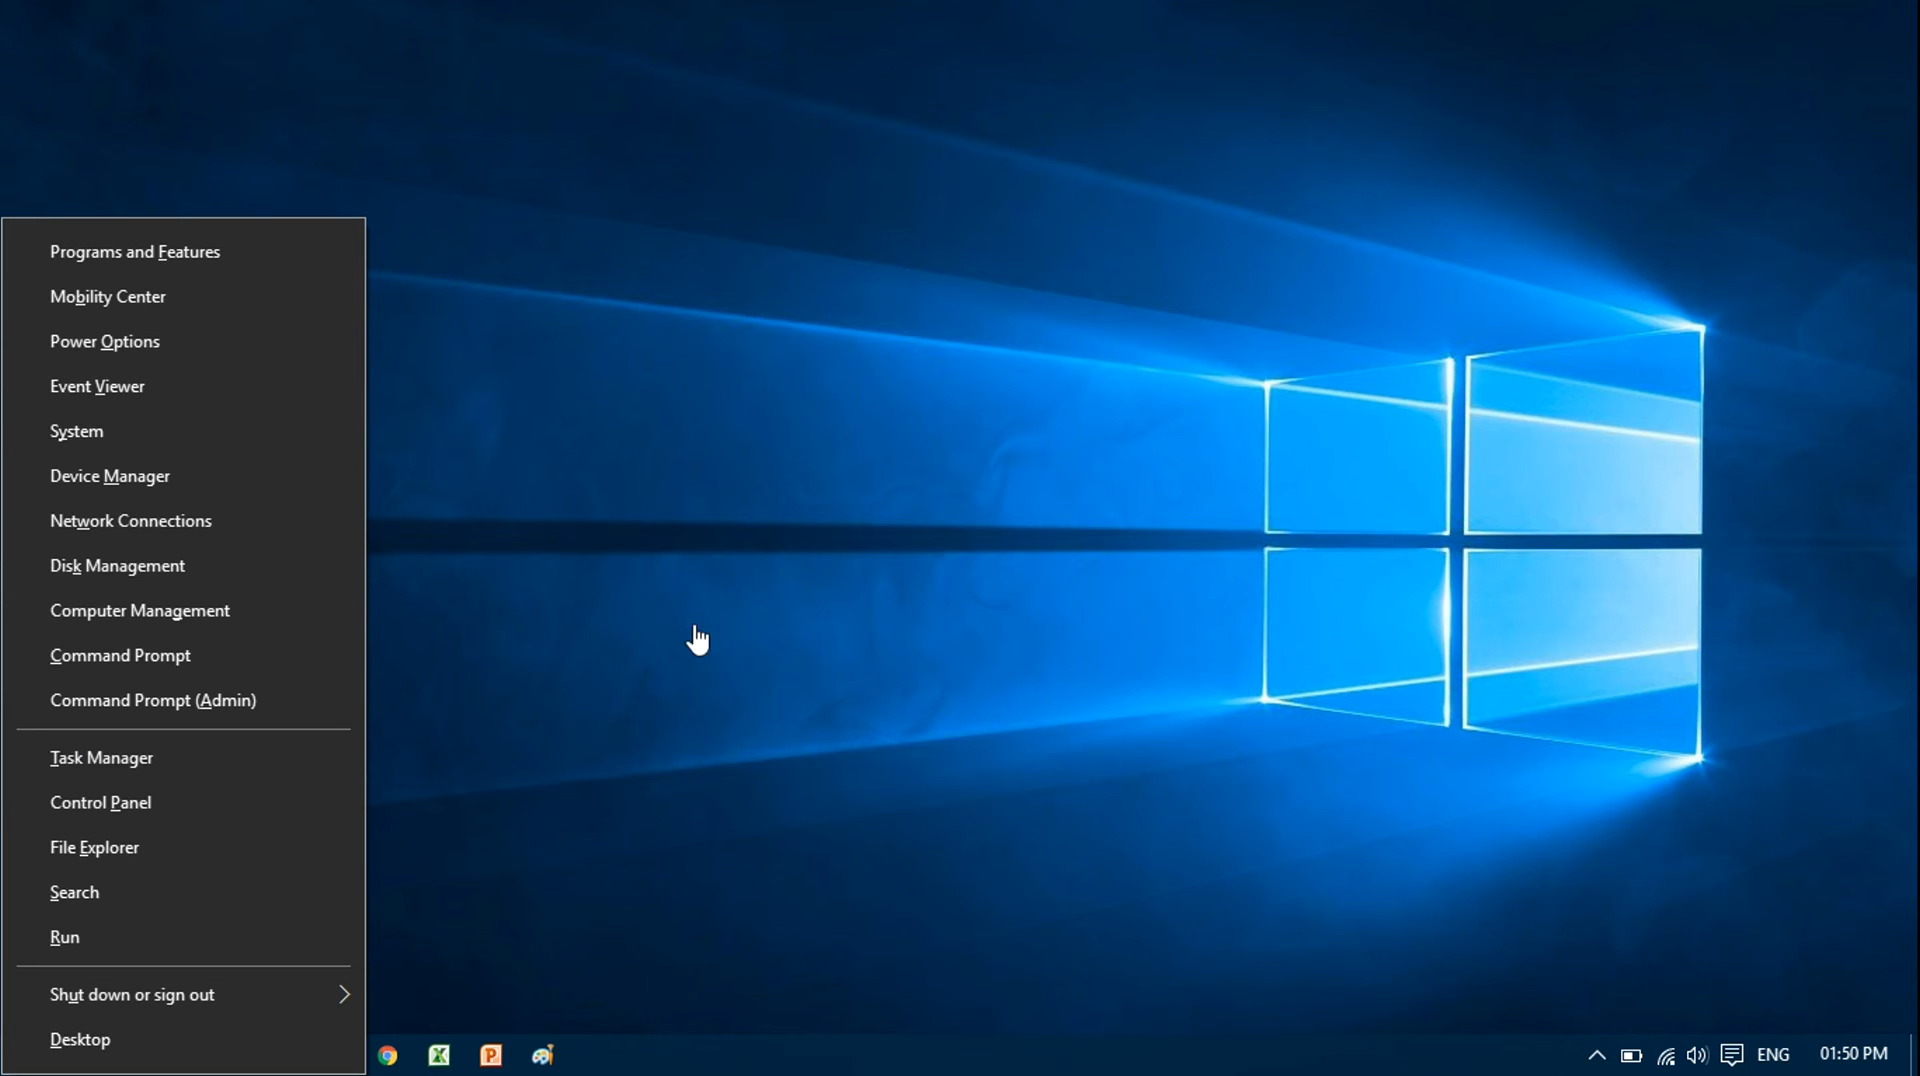 Programs and Features
Mobility Center
Power Options
Event Viewer
System
Device Manager
Network Connections
Disk Management
Computer Management
Command Prompt
Command Prompt (Admin)
Task Manager
Control Panel
File Explorer
Search
Run
Shut down or sign out
Desktop
ENG 01:50 PM